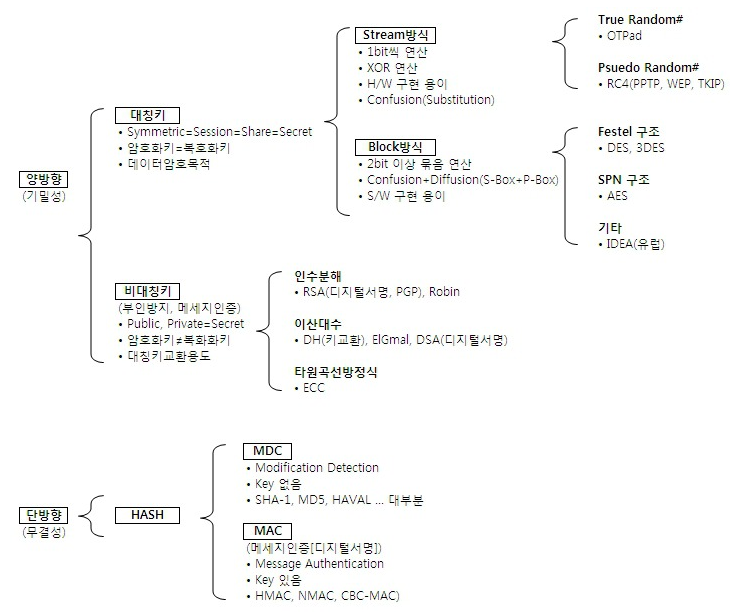 양방향
(기밀성)
대칭키
• Symmetric=Session=Share=Secret
• 암호화키=복호화키
• 데이터암호목적
Stream방식
• 1bit씩 연산
• XOR 연산
• H/W 구현 용이
• Confusion(Substitution)
True Random#
• OTPad
Psuedo Random#
• RC4(PPTP, WEP, TKIP)
Block방식
• 2bit 이상 묶음 연산
• Confusion+Diffusion(S-Box+P-Box)
• S/W 구현 용이
Festel 구조
• DES, 3DES
SPN 구조
• AES
기타
• IDEA(유럽)
비대칭키
(부인방지, 메세지인증)
• Public, Private=Secret
• 암호화키≠복화화키
• 대칭키교환용도
인수분해
• RSA(디지털서명, PGP), Robin
이산대수
• DH(키교환), ElGmal, DSA(디지털서명)
타원곡선방정식
• ECC
단방향
(무결성)
HASH
MDC
• Modification Detection
• Key 없음
• SHA-1, MD5, HAVAL ... 대부분
MAC
(메세지인증[디지털서명])
• Message Authentication
• Key 있음
• HMAC, NMAC, CBC-MAC)